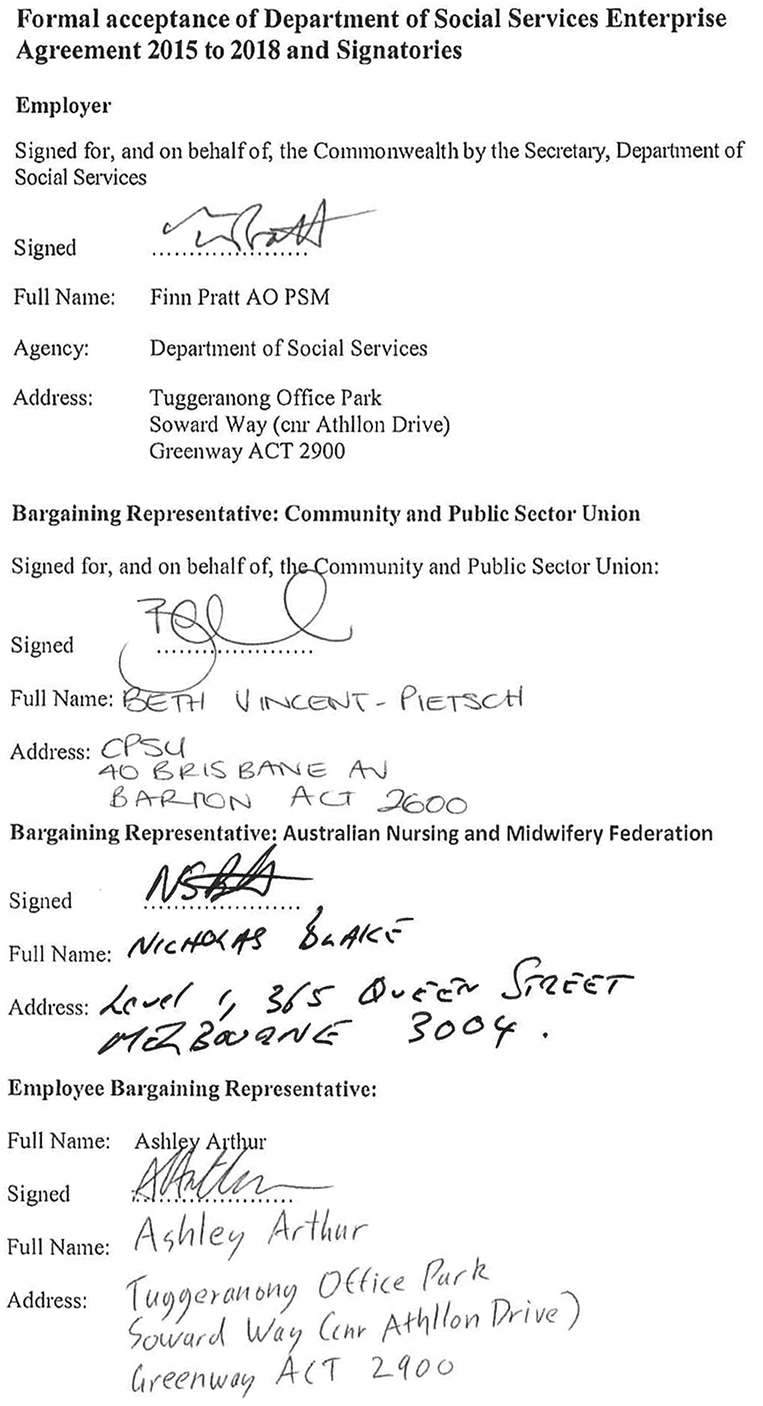 Formal acceptance of Department of Social Services Enterprise
Agreement 2015 to 2018 and Signatories
Employer
Signed for, and on behalf of, the Commonwealth by the Secretary, Department of
Social Services
Signed
Full Name: Finn Pratt AO PSM
Agency: Department of Social Services
Address: Tuggeranong Office Park
Soward Way (cnr Athllon Drive)
Greenway ACT 2900
Bargaining Representative: Community and Public Sector Union
Signed for, and on behalf of, the Community and Public Sector Union:
Signed
Full Name: BETH VINCENT-PIETSCH
Address: CPSU
40 BRISBANE AV
BARTON ACT 2600
Bargaining Representative: Australian Nursing and Midwifery Federation
Signed
Full Name: NICHOLAS BLAKE
Address: Level 1, 365 QUEEN STREET
MELBOURNE 3004.
Employee Bargaining Representative:
Full Name: Ashley Arthur
Signed
Full Name: Ashley Arthur
Address: Tuggeranong Office Park
Soward Way (cnr Athllon Drive)
Greenway ACT 2900